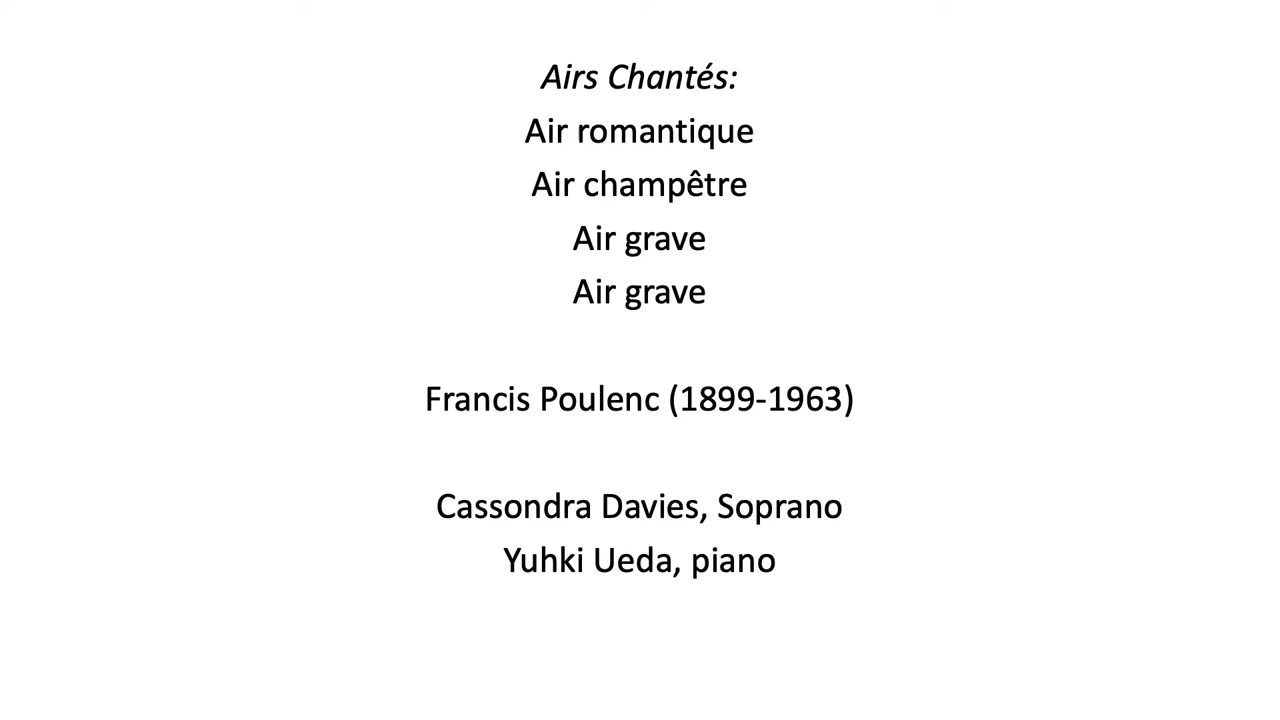 Airs Chantés:
Air romantique
Air champêtre
Air grave
Air grave
Francis Poulenc (1899-1963)
Cassondra Davies, Soprano
Yuhki Ueda, piano